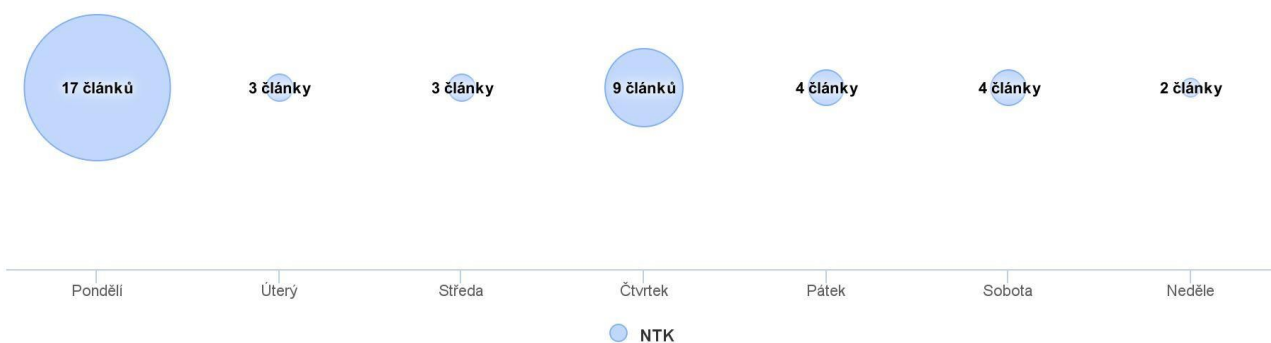 17 článků 3 články 3 články 9 článků 4 články 4 články 2 články
Pondělí Úterý Středa Čtvrtek Pátek Sobota Neděle
NTK